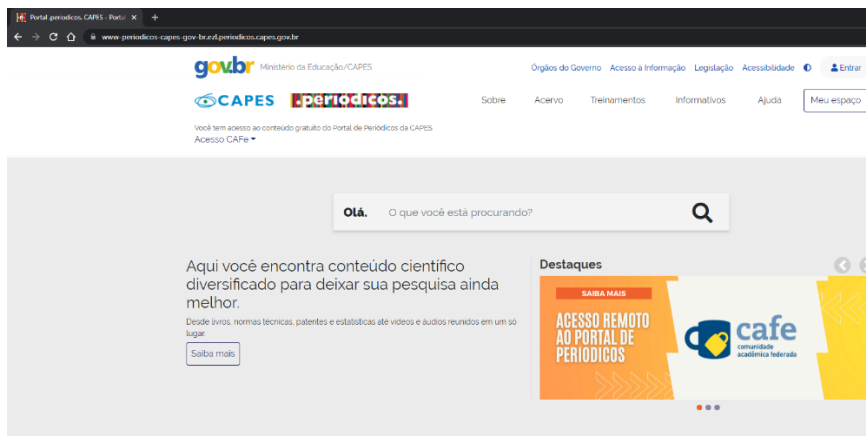 Portal .periodicos. CAPES - Portal
www-periodicos-capes-gov-br.ezl.periodicos.capes.gov.br
gov.br Ministério da Educação/CAPES
Órgãos do Governo Acesso à Informação Legislação Acessibilidade Entrar
CAPES .periodicos.
Sobre Acervo Treinamentos Informativos Ajuda Meu espaço
Você tem acesso ao conteúdo gratuito do Portal de Periódicos da CAPES
Acesso CAFe
Olá. O que você está procurando?
Aqui você encontra conteúdo científico
diversificado para deixar sua pesquisa ainda
melhor.
Desde livros, normas técnicas, patentes e estatísticas até vídeos e áudios reunidos em um só
lugar.
Saiba mais
Destaques
SAIBA MAIS
ACESSO REMOTO
AO PORTAL DE
PERIÓDICOS
cafe
comunidade
acadêmica federada